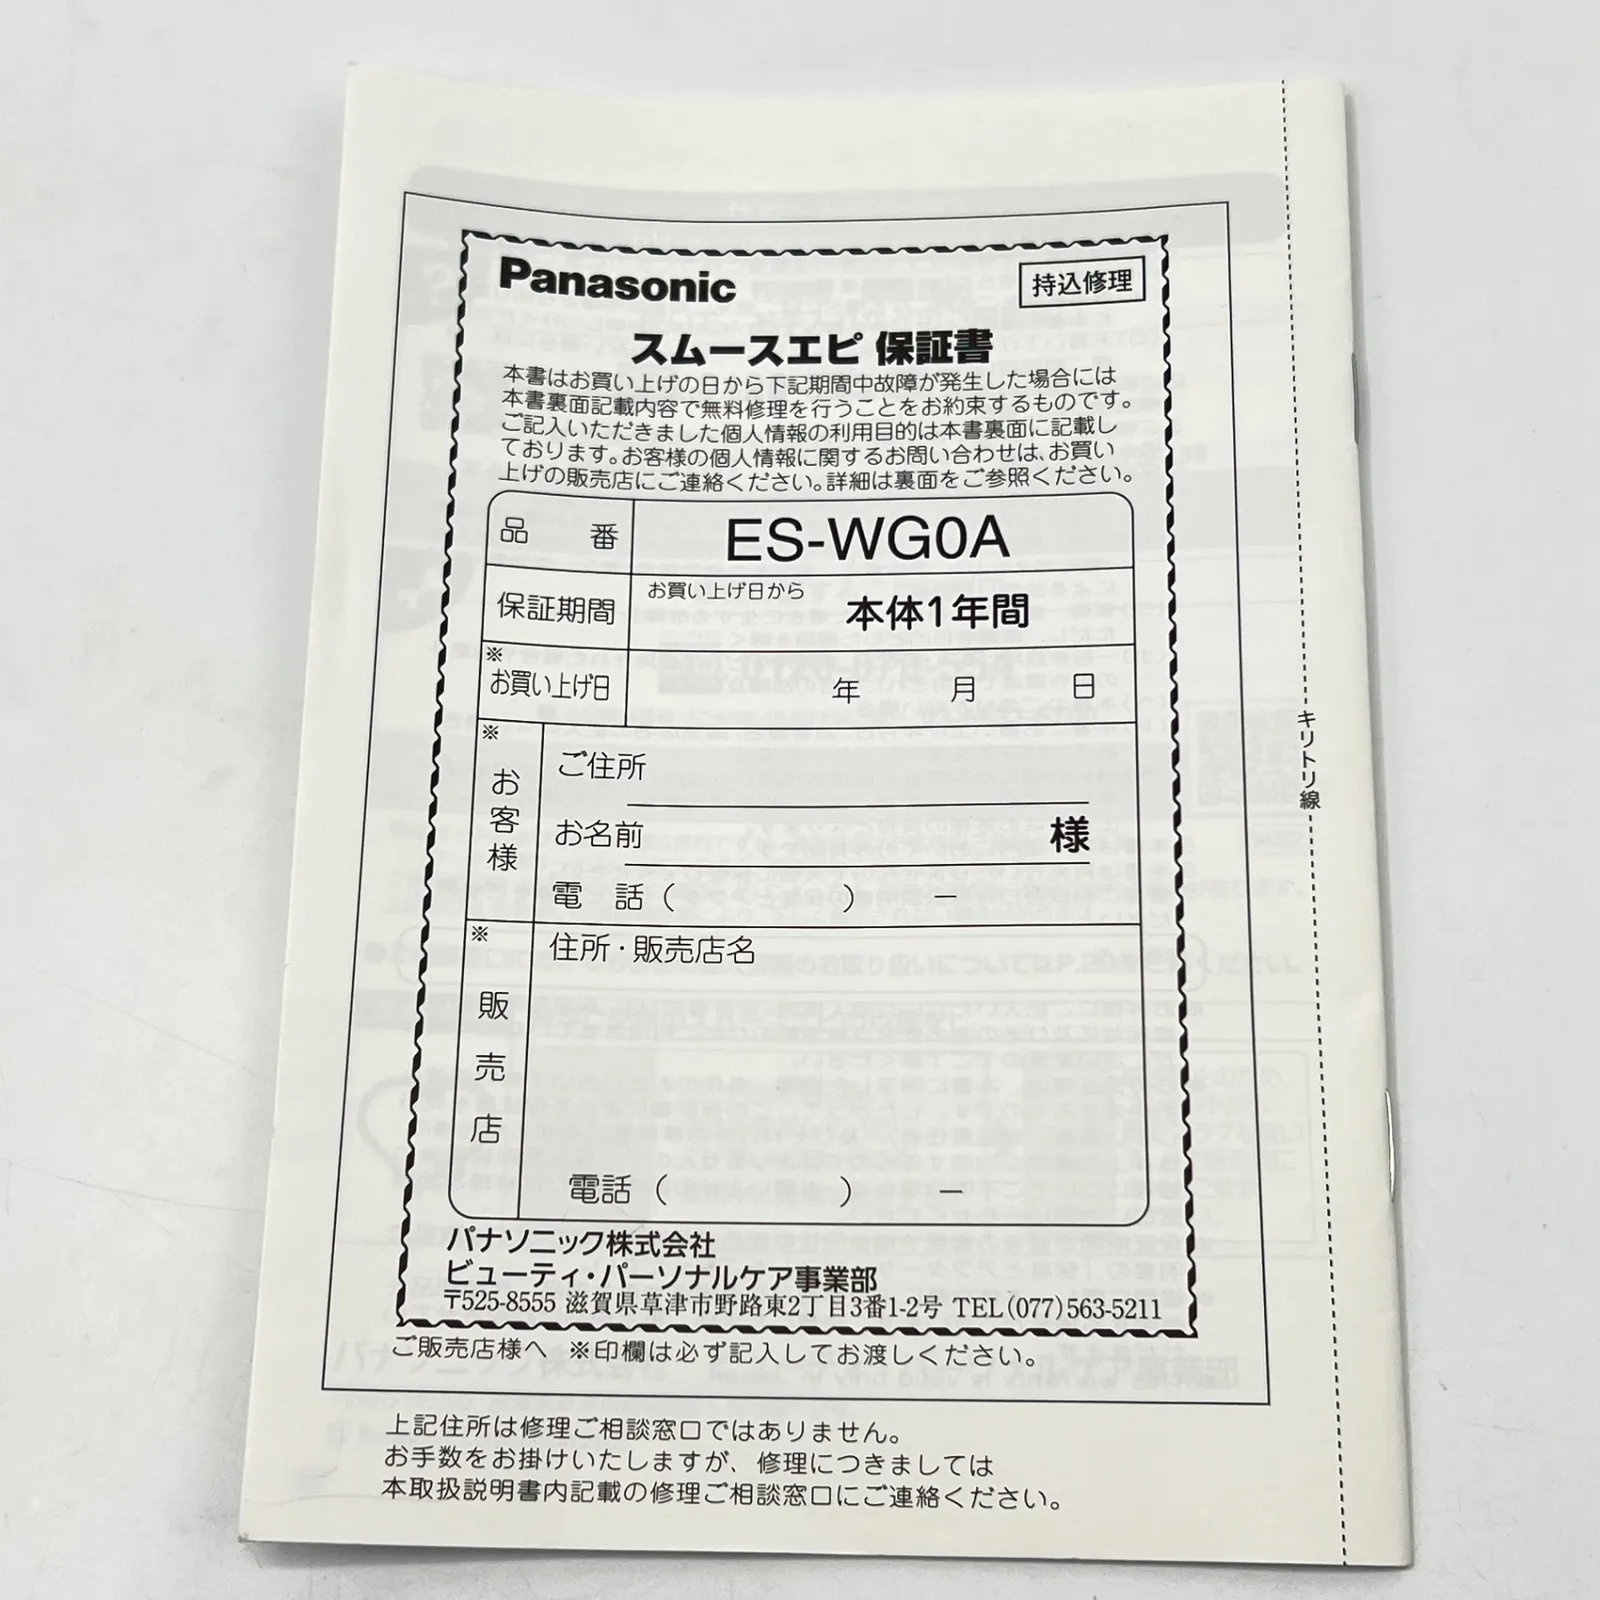 Panasonic
持込修理
スムースエピ 保証書
本書はお買い上げの日から下記期間中故障が発生した場合には
本書裏面記載内容で無料修理を行うことをお約束するものです。
ご記入いただきました個人情報の利用目的は本書裏面に記載し
ております。お客様の個人情報に関するお問い合わせは、お買い
上げの販売店にご連絡ください。詳細は裏面をご参照ください。
品 番 ES-WG0A
保証期間 お買い上げ日から 本体1年間
※
お買い上げ日 年 月 日
※
お客様
ご住所
お名前 様
電 話( ) －
※
販売店
住所・販売店名
電話( ) －
パナソニック株式会社
ビューティ・パーソナルケア事業部
〒525-8555 滋賀県草津市野路東2丁目3番1-2号 TEL(077)563-5211
ご販売店様へ ※印欄は必ず記入してお渡しください。
上記住所は修理ご相談窓口ではありません。
お手数をお掛けいたしますが、修理につきましては
本取扱説明書内記載の修理ご相談窓口にご連絡ください。
キリトリ線